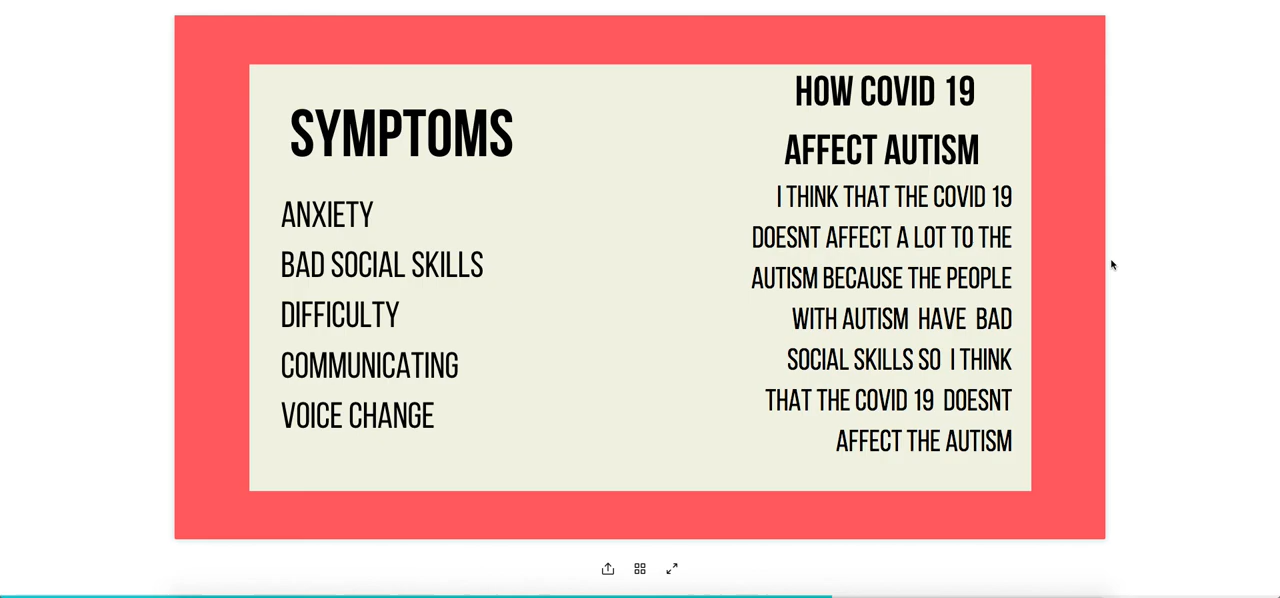 SYMPTOMS
ANXIETY
BAD SOCIAL SKILLS
DIFFICULTY
COMMUNICATING
VOICE CHANGE
HOW COVID 19
AFFECT AUTISM
I THINK THAT THE COVID 19
DOESNT AFFECT A LOT TO THE
AUTISM BECAUSE THE PEOPLE
WITH AUTISM HAVE BAD
SOCIAL SKILLS SO I THINK
THAT THE COVID 19 DOESNT
AFFECT THE AUTISM